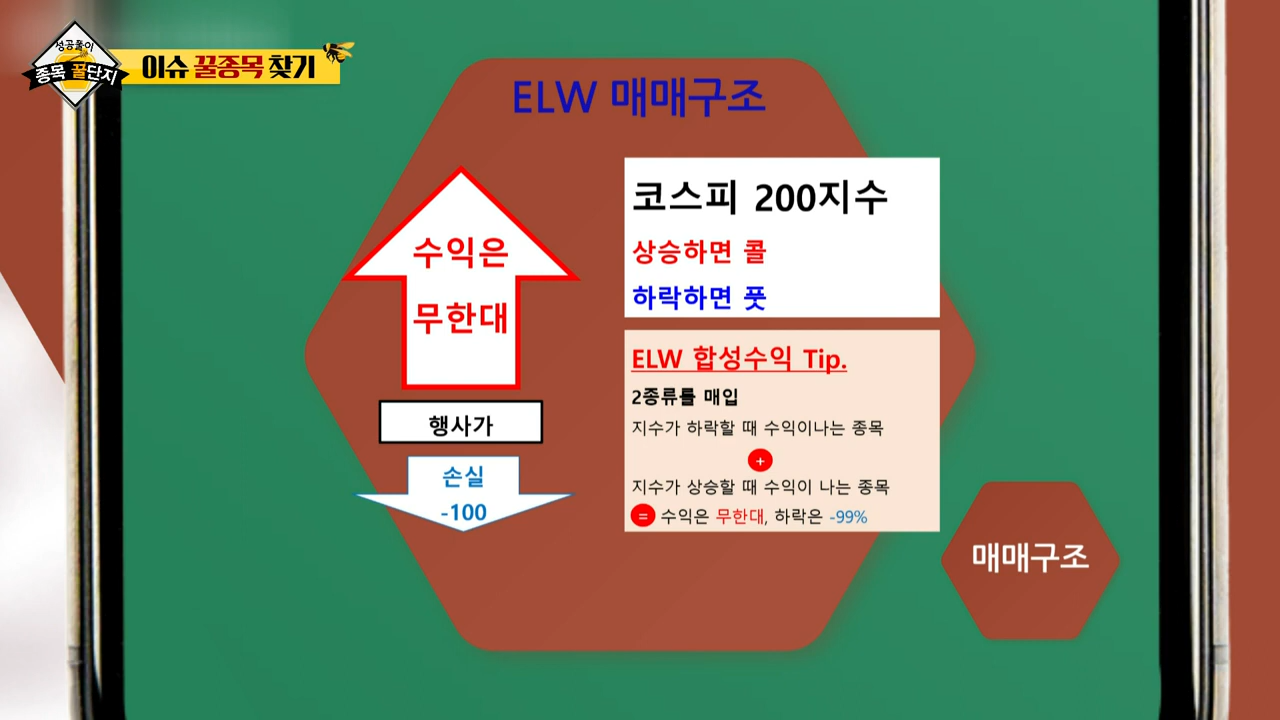 성공풀이
종목 꿀단지
이슈 꿀종목 찾기
ELW 매매구조
수익은
무한대
행사가
손실
-100
코스피 200지수
상승하면 콜
하락하면 풋
ELW 합성수익 Tip.
2종류를 매입
지수가 하락할 때 수익이나는 종목
+
지수가 상승할 때 수익이 나는 종목
= 수익은 무한대, 하락은 -99%
매매구조